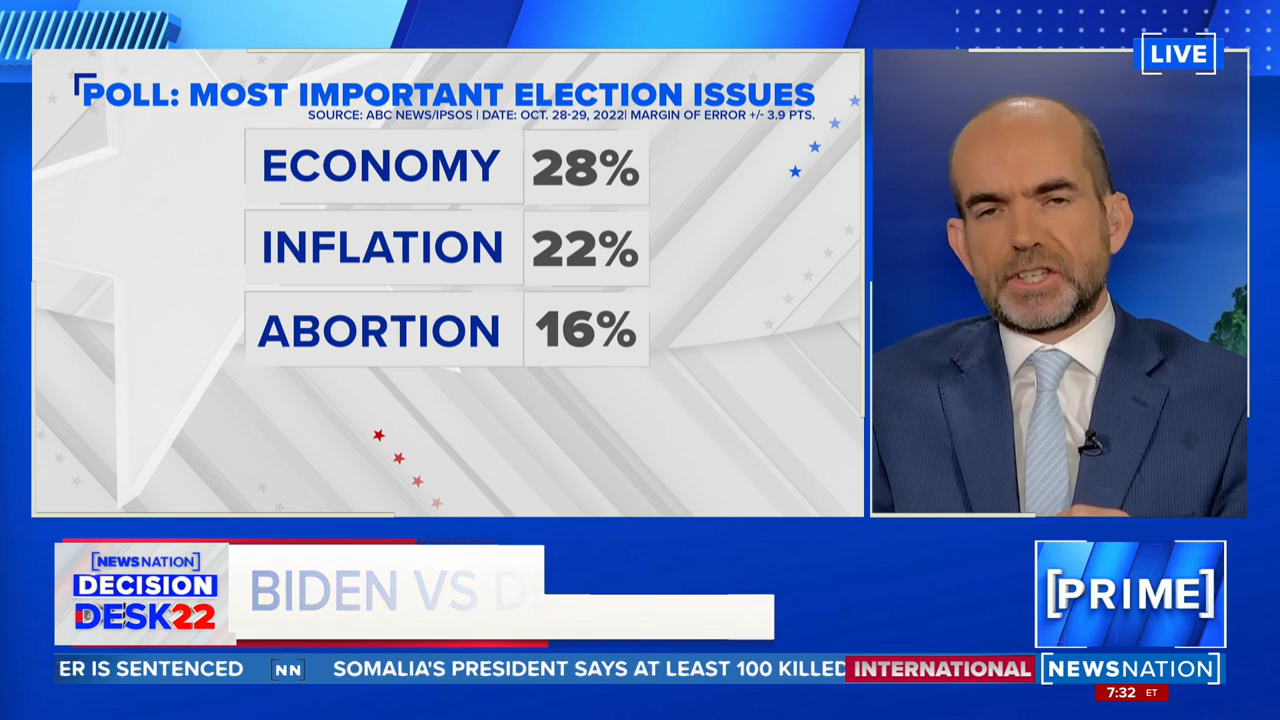 LIVE
POLL: MOST IMPORTANT ELECTION ISSUES
SOURCE: ABC NEWS/IPSOS | DATE: OCT. 28-29, 2022| MARGIN OF ERROR +/- 3.9 PTS.
ECONOMY 28%
INFLATION 22%
ABORTION 16%
[NEWSNATION]
DECISION
DESK22
BIDEN VS D
[PRIME]
ER IS SENTENCED [NN] SOMALIA'S PRESIDENT SAYS AT LEAST 100 KILLED INTERNATIONAL [NEWSNATION]
7:32 ET